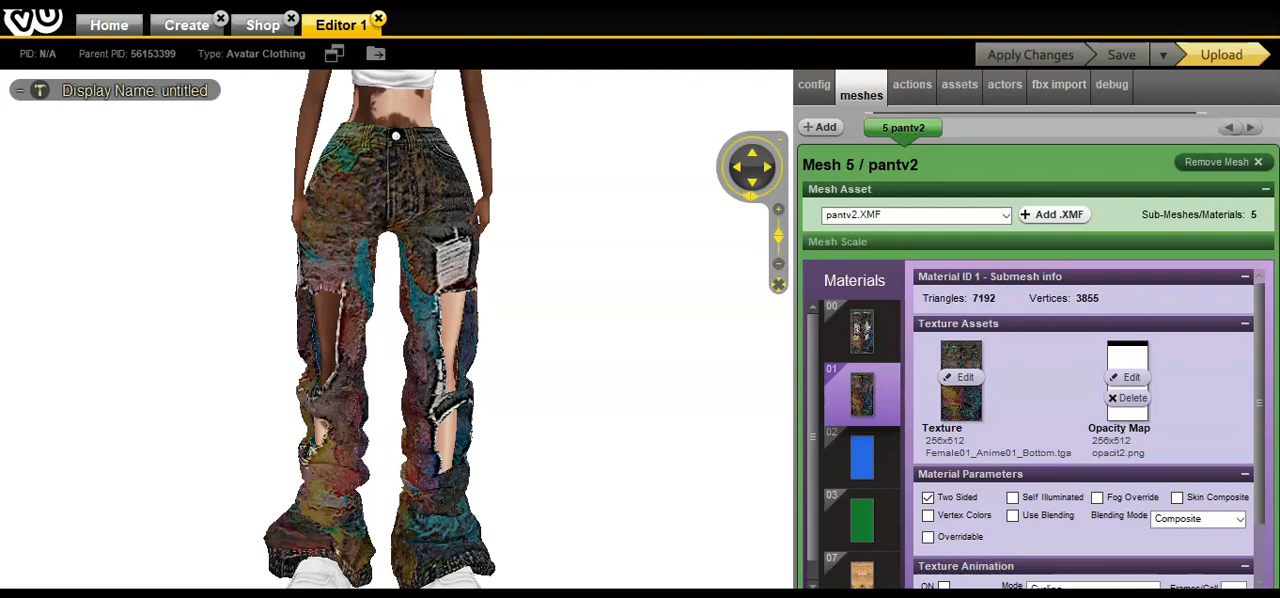 Home
Create
Shop
Editor 1
PID: N/A
Parent PID: 56153399
Type: Avatar Clothing
Apply Changes
Save
Upload
Display Name: untitled
config
meshes
actions
assets
actors
fbx import
debug
+ Add
5 pantv2
Mesh 5 / pantv2
Remove Mesh
Mesh Asset
pantv2.XMF
+ Add .XMF
Sub-Meshes/Materials: 5
Mesh Scale
Materials
00
01
02
03
07
Material ID 1 - Submesh info
Triangles: 7192
Vertices: 3855
Texture Assets
Edit
Edit
Delete
Texture
Opacity Map
256x512
256x512
Female01_Anime01_Bottom.tga
opacit2.png
Material Parameters
Two Sided
Self Illuminated
Fog Override
Skin Composite
Vertex Colors
Use Blending
Blending Mode
Composite
Overridable
Texture Animation
ON
Mode
Cycling
Frames/Cell